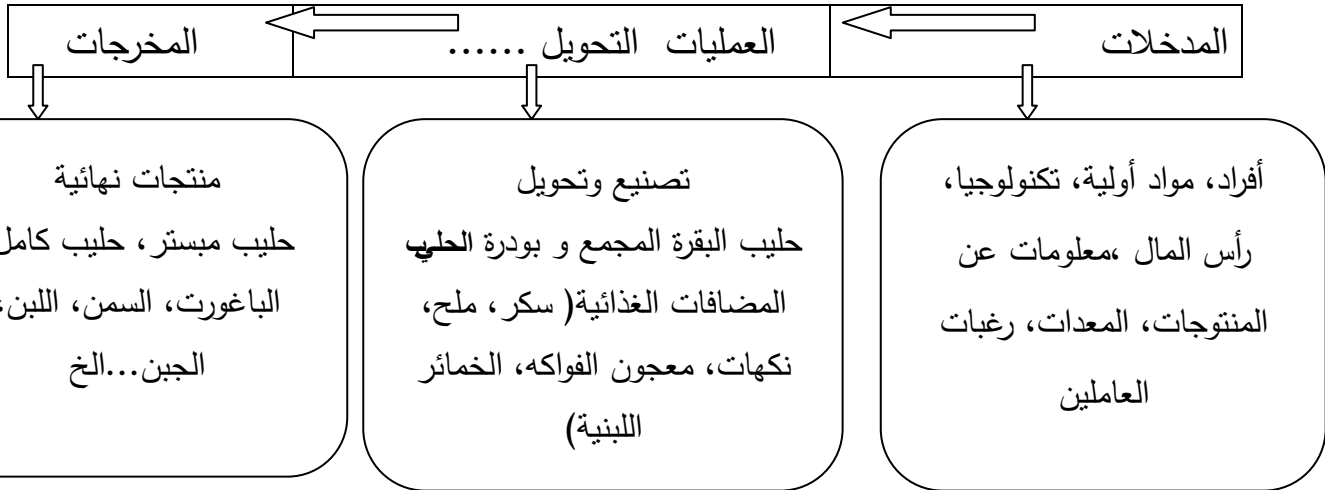 المدخلات
العمليات التحويل ......
المخرجات
أفراد، مواد أولية، تكنولوجيا،
رأس المال ،معلومات عن
المنتوجات، المعدات، رغبات
العاملين
تصنيع وتحويل
حليب البقرة المجمع و بودرة الحليب
المضافات الغذائية( سكر، ملح،
نكهات، معجون الفواكه، الخمائر
اللبنية)
منتجات نهائية
حليب مبستر، حليب كامل
الباغورت، السمن، اللبن،
الجبن...الخ